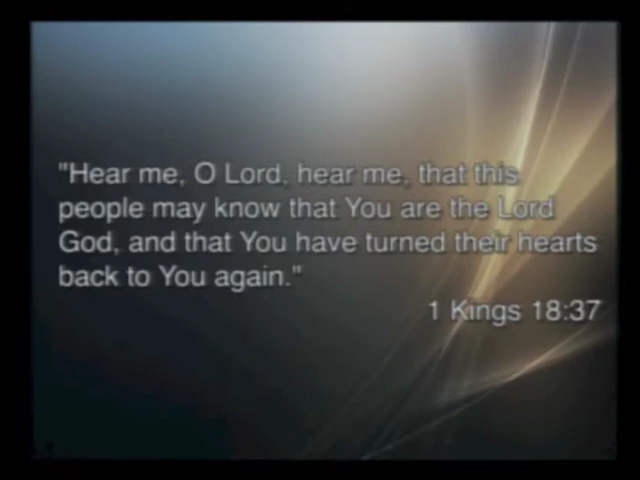 "Hear me, O Lord, hear me, that this
people may know that You are the Lord
God, and that You have turned their hearts
back to You again."
1 Kings 18:37